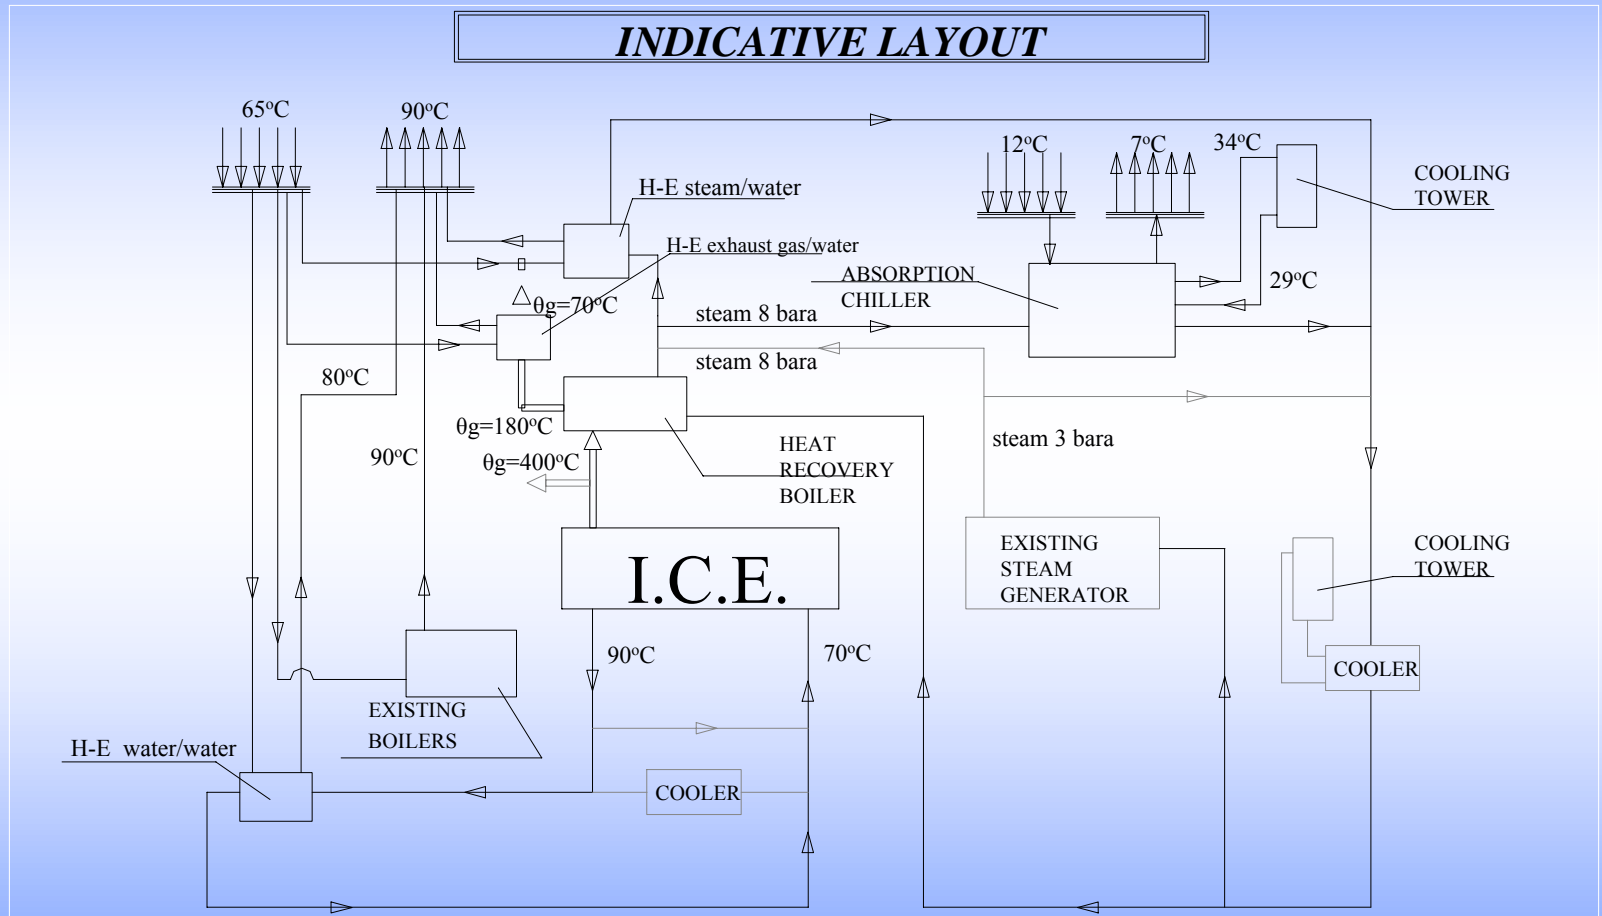 INDICATIVE LAYOUT
65°C
90°C
12°C
7°C
34°C
COOLING
TOWER
H-E steam/water
H-E exhaust gas/water
ABSORPTION
CHILLER
29°C
θg=70°C
steam 8 bara
steam 8 bara
80°C
θg=180°C
90°C
θg=400°C
HEAT
RECOVERY
BOILER
steam 3 bara
I.C.E.
EXISTING
STEAM
GENERATOR
COOLING
TOWER
90°C
70°C
COOLER
EXISTING
BOILERS
H-E water/water
COOLER